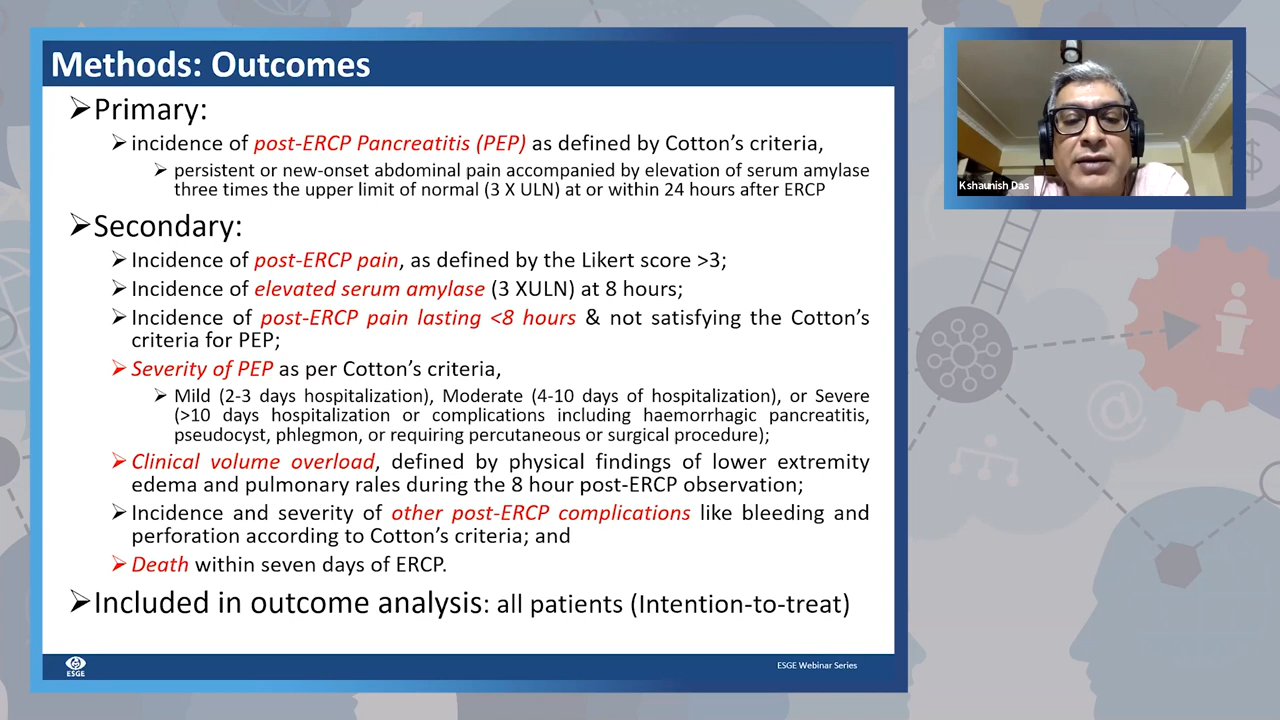 Methods: Outcomes
➢Primary:
➢incidence of post-ERCP Pancreatitis (PEP) as defined by Cotton’s criteria,
➢ persistent or new-onset abdominal pain accompanied by elevation of serum amylase
three times the upper limit of normal (3 X ULN) at or within 24 hours after ERCP
➢Secondary:
➢Incidence of post-ERCP pain, as defined by the Likert score >3;
➢Incidence of elevated serum amylase (3 XULN) at 8 hours;
➢Incidence of post-ERCP pain lasting <8 hours & not satisfying the Cotton’s
criteria for PEP;
➢Severity of PEP as per Cotton’s criteria,
➢ Mild (2-3 days hospitalization), Moderate (4-10 days of hospitalization), or Severe
(>10 days hospitalization or complications including haemorrhagic pancreatitis,
pseudocyst, phlegmon, or requiring percutaneous or surgical procedure);
➢Clinical volume overload, defined by physical findings of lower extremity
edema and pulmonary rales during the 8 hour post-ERCP observation;
➢Incidence and severity of other post-ERCP complications like bleeding and
perforation according to Cotton’s criteria; and
➢Death within seven days of ERCP.
➢Included in outcome analysis: all patients (Intention-to-treat)
ESGE
ESGE Webinar Series
Kshaunish Das